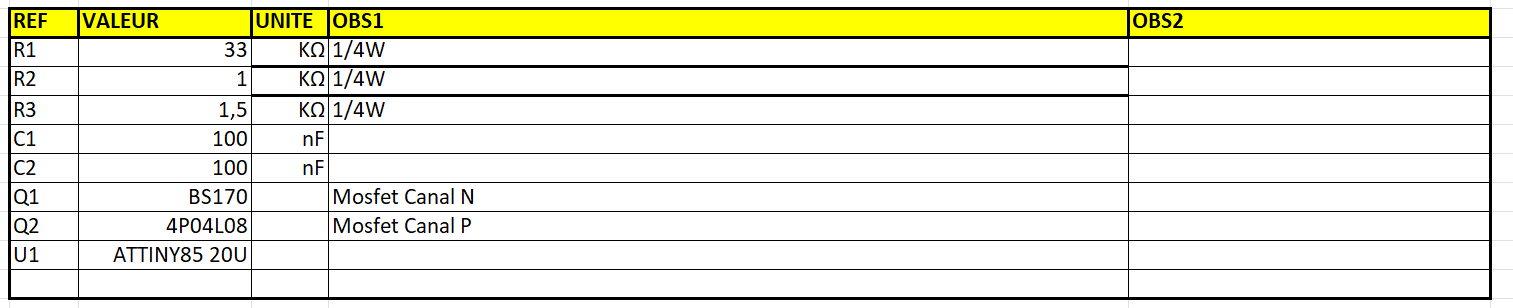 REF VALEUR UNITE OBS1 OBS2
R1 33 KΩ 1/4W
R2 1 KΩ 1/4W
R3 1,5 KΩ 1/4W
C1 100 nF
C2 100 nF
Q1 BS170 Mosfet Canal N
Q2 4P04L08 Mosfet Canal P
U1 ATTINY85 20U